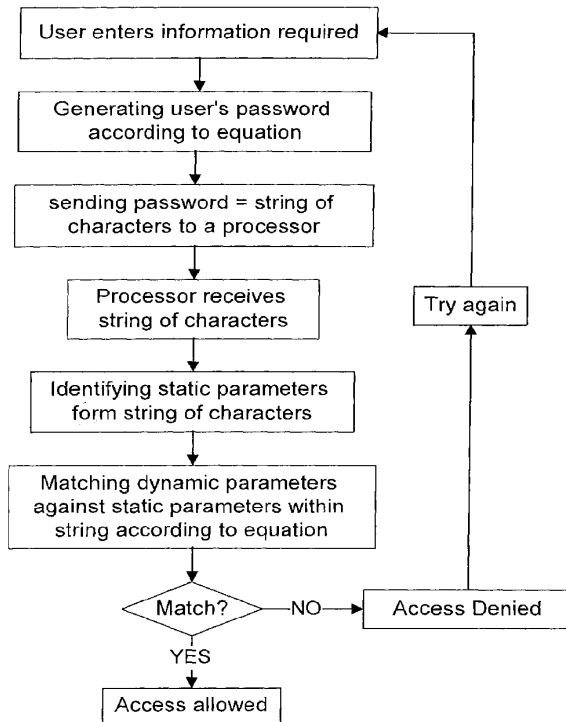 User enters information required
Generating user's password
according to equation
sending password = string of
characters to a processor
Processor receives
string of characters
Try again
Identifying static parameters
form string of characters
Matching dynamic parameters
against static parameters within
string according to equation
Match?
NO
Access Denied
YES
Access allowed